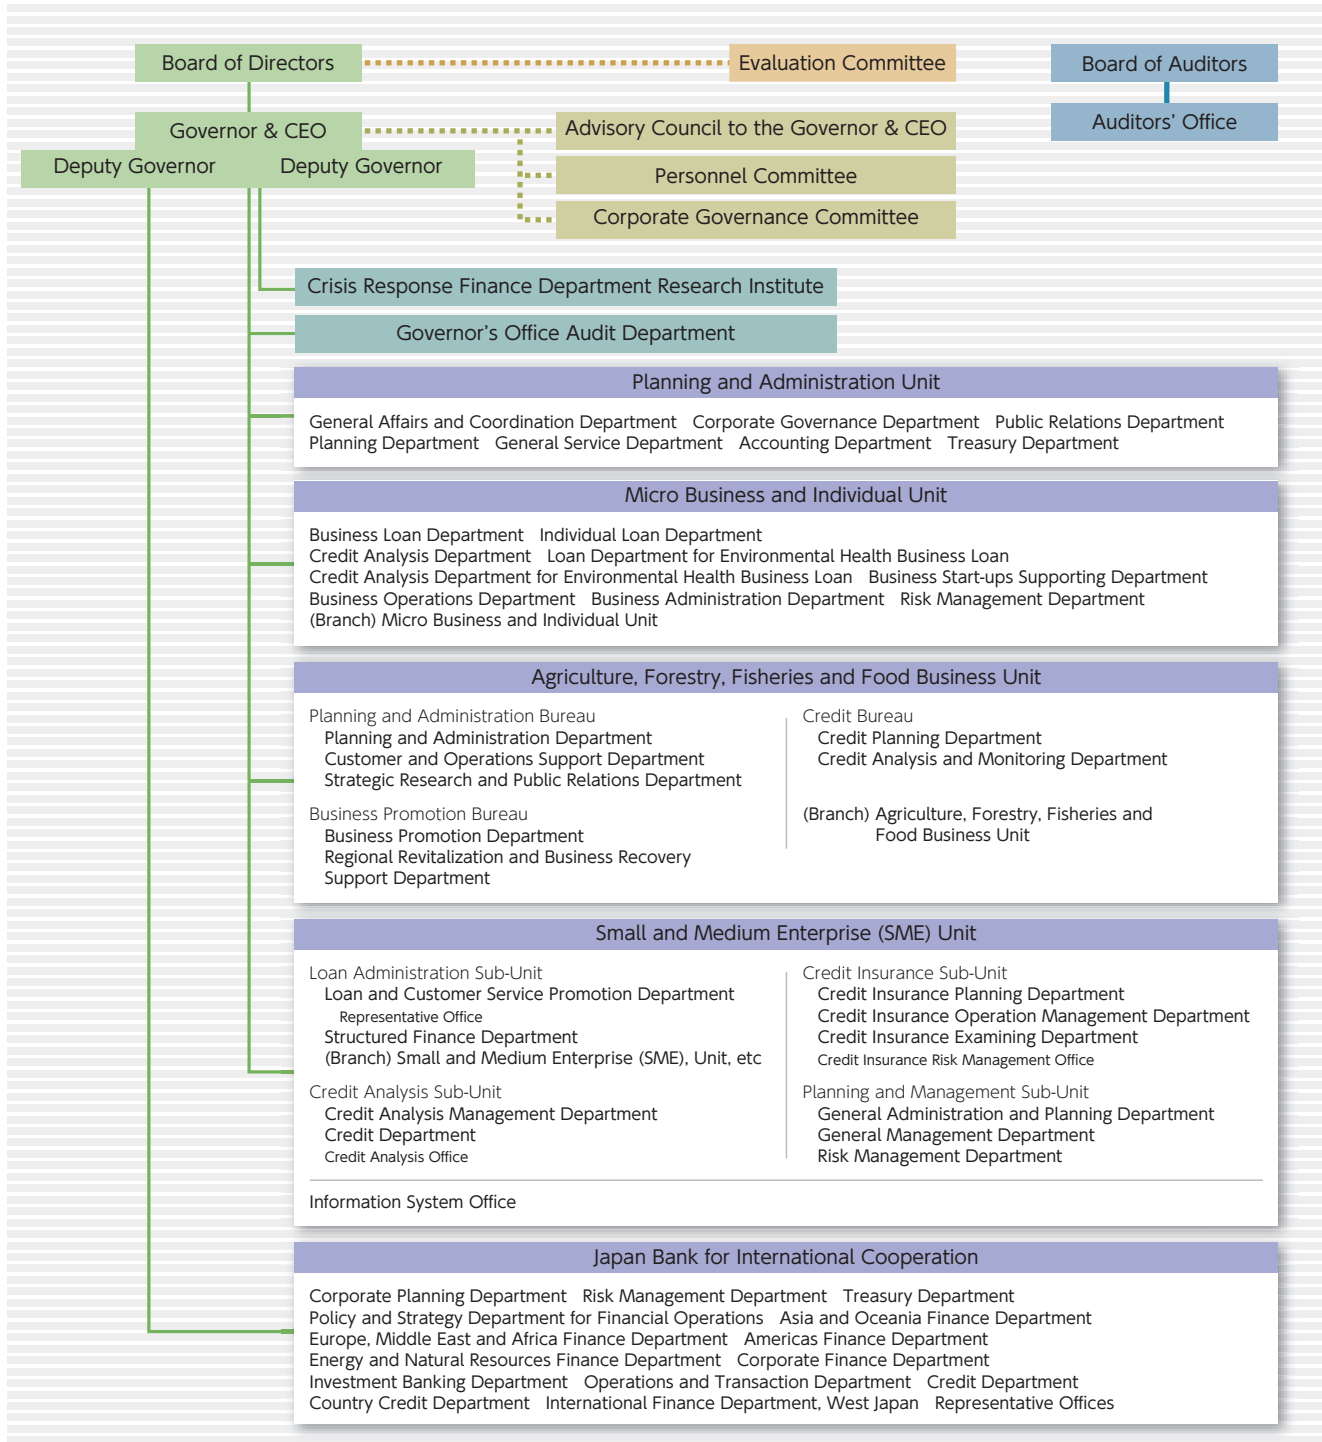 Board of Directors
Evaluation Committee
Board of Auditors
Governor & CEO
Advisory Council to the Governor & CEO
Auditors' Office
Deputy Governor
Deputy Governor
Personnel Committee
Corporate Governance Committee
Crisis Response Finance Department Research Institute
Governor's Office Audit Department
Planning and Administration Unit
General Affairs and Coordination Department Corporate Governance Department Public Relations Department
Planning Department General Service Department Accounting Department Treasury Department
Micro Business and Individual Unit
Business Loan Department Individual Loan Department
Credit Analysis Department Loan Department for Environmental Health Business Loan
Credit Analysis Department for Environmental Health Business Loan Business Start-ups Supporting Department
Business Operations Department Business Administration Department Risk Management Department
(Branch) Micro Business and Individual Unit
Agriculture, Forestry, Fisheries and Food Business Unit
Planning and Administration Bureau
Planning and Administration Department
Customer and Operations Support Department
Strategic Research and Public Relations Department
Business Promotion Bureau
Business Promotion Department
Regional Revitalization and Business Recovery
Support Department
Credit Bureau
Credit Planning Department
Credit Analysis and Monitoring Department
(Branch) Agriculture, Forestry, Fisheries and
Food Business Unit
Small and Medium Enterprise (SME) Unit
Loan Administration Sub-Unit
Loan and Customer Service Promotion Department
Representative Office
Structured Finance Department
(Branch) Small and Medium Enterprise (SME), Unit, etc
Credit Analysis Sub-Unit
Credit Analysis Management Department
Credit Department
Credit Analysis Office
Credit Insurance Sub-Unit
Credit Insurance Planning Department
Credit Insurance Operation Management Department
Credit Insurance Examining Department
Credit Insurance Risk Management Office
Planning and Management Sub-Unit
General Administration and Planning Department
General Management Department
Risk Management Department
Information System Office
Japan Bank for International Cooperation
Corporate Planning Department Risk Management Department Treasury Department
Policy and Strategy Department for Financial Operations Asia and Oceania Finance Department
Europe, Middle East and Africa Finance Department Americas Finance Department
Energy and Natural Resources Finance Department Corporate Finance Department
Investment Banking Department Operations and Transaction Department Credit Department
Country Credit Department International Finance Department, West Japan Representative Offices